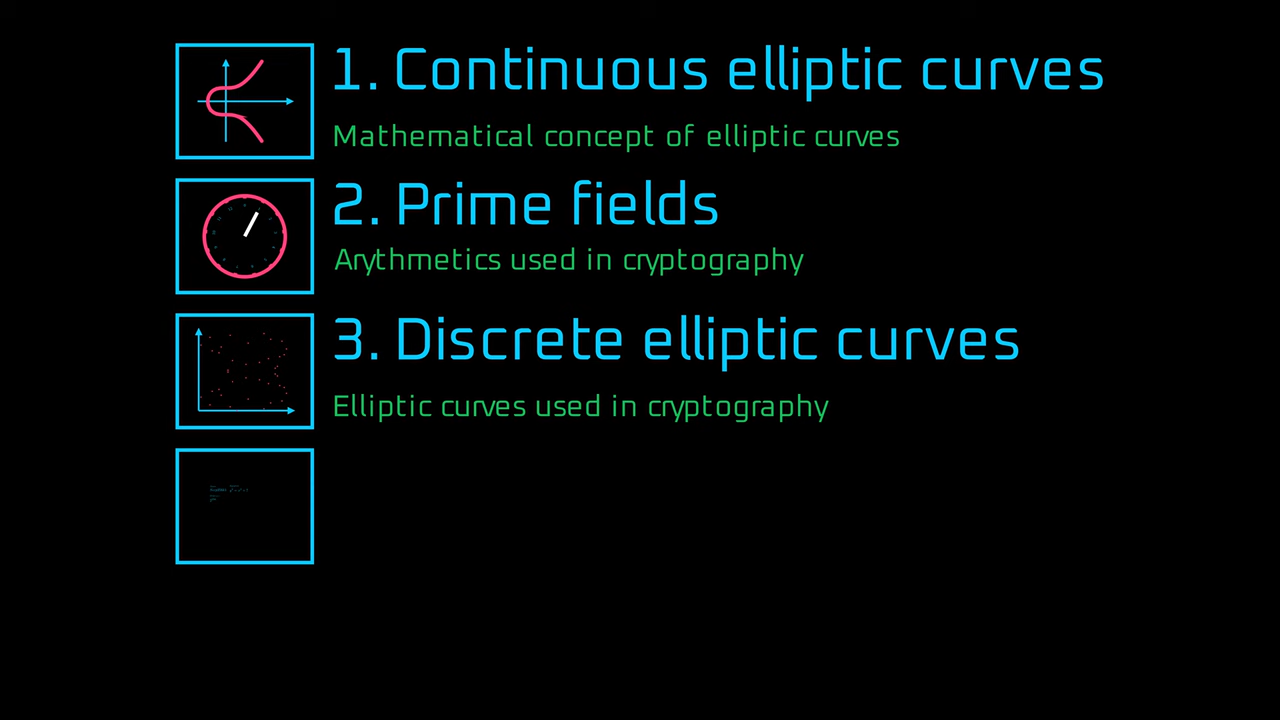 1. Continuous elliptic curves
Mathematical concept of elliptic curves
2. Prime fields
Arythmetics used in cryptography
3. Discrete elliptic curves
Elliptic curves used in cryptography